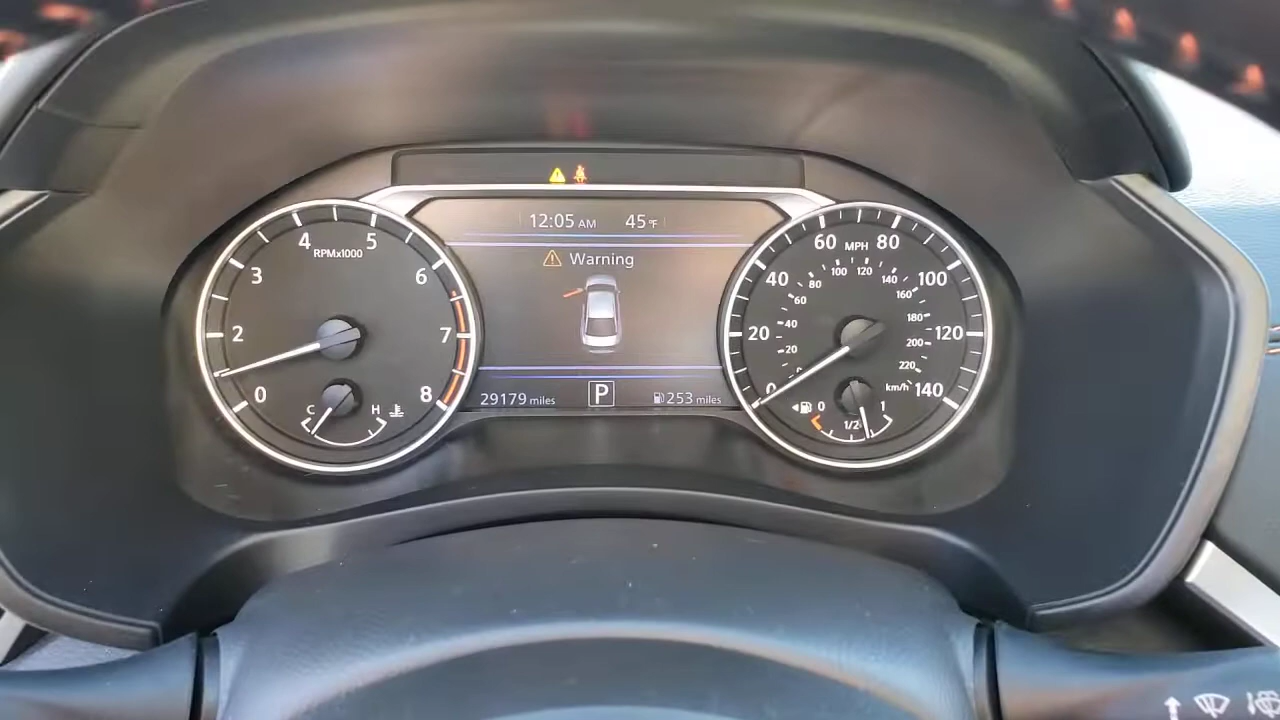 12:05 AM 45°F
Warning
4 5
RPMx1000
3 6
2 7
0 8
C H
60 MPH 80
100 120
40 80 140 100
60 160
40 180
20 200 120
20 220
0 0 km/h 140
0 1
1/2
29179 miles P 253 miles